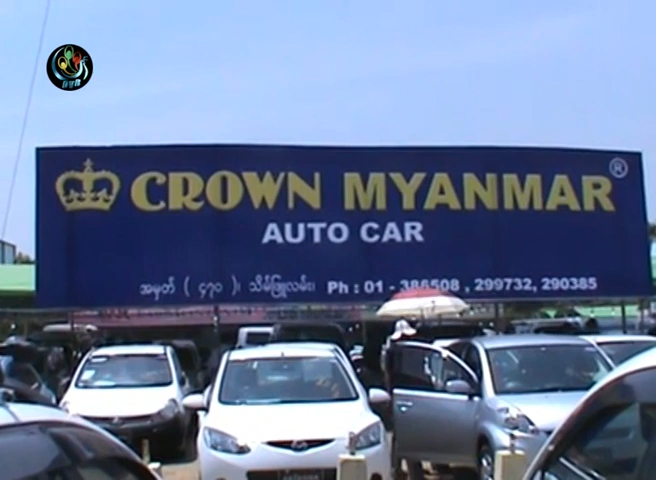 CROWN MYANMAR ®
AUTO CAR
အမှတ် ( ၄၇၀ )၊ သိမ်ဖြူလမ်း၊ Ph : 01 - 386508 , 299732, 290385